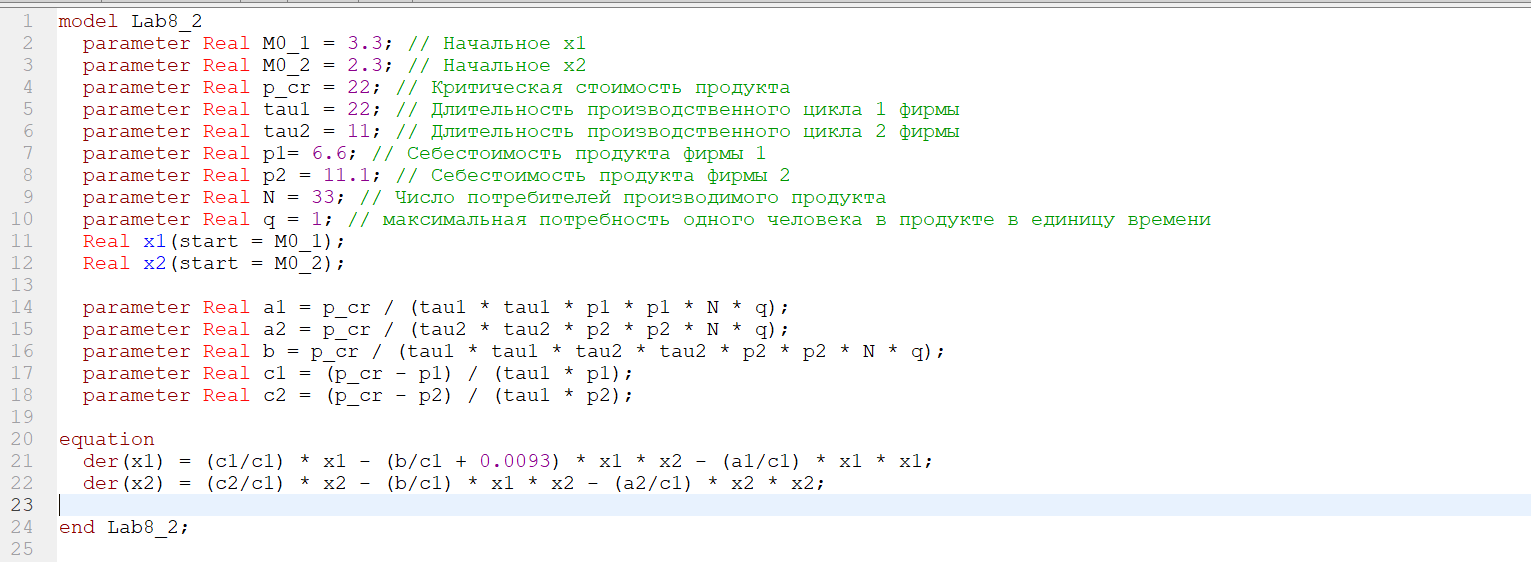 1 model Lab8_2
2 parameter Real M0_1 = 3.3; // Начальное x1
3 parameter Real M0_2 = 2.3; // Начальное x2
4 parameter Real p_cr = 22; // Критическая стоимость продукта
5 parameter Real tau1 = 22; // Длительность производственного цикла 1 фирмы
6 parameter Real tau2 = 11; // Длительность производственного цикла 2 фирмы
7 parameter Real p1= 6.6; // Себестоимость продукта фирмы 1
8 parameter Real p2 = 11.1; // Себестоимость продукта фирмы 2
9 parameter Real N = 33; // Число потребителей производимого продукта
10 parameter Real q = 1; // максимальная потребность одного человека в продукте в единицу времени
11 Real x1(start = M0_1);
12 Real x2(start = M0_2);
13
14 parameter Real a1 = p_cr / (tau1 * tau1 * p1 * p1 * N * q);
15 parameter Real a2 = p_cr / (tau2 * tau2 * p2 * p2 * N * q);
16 parameter Real b = p_cr / (tau1 * tau1 * tau2 * tau2 * p2 * p2 * N * q);
17 parameter Real c1 = (p_cr - p1) / (tau1 * p1);
18 parameter Real c2 = (p_cr - p2) / (tau1 * p2);
19
20 equation
21 der(x1) = (c1/c1) * x1 - (b/c1 + 0.0093) * x1 * x2 - (a1/c1) * x1 * x1;
22 der(x2) = (c2/c1) * x2 - (b/c1) * x1 * x2 - (a2/c1) * x2 * x2;
23
24 end Lab8_2;
25